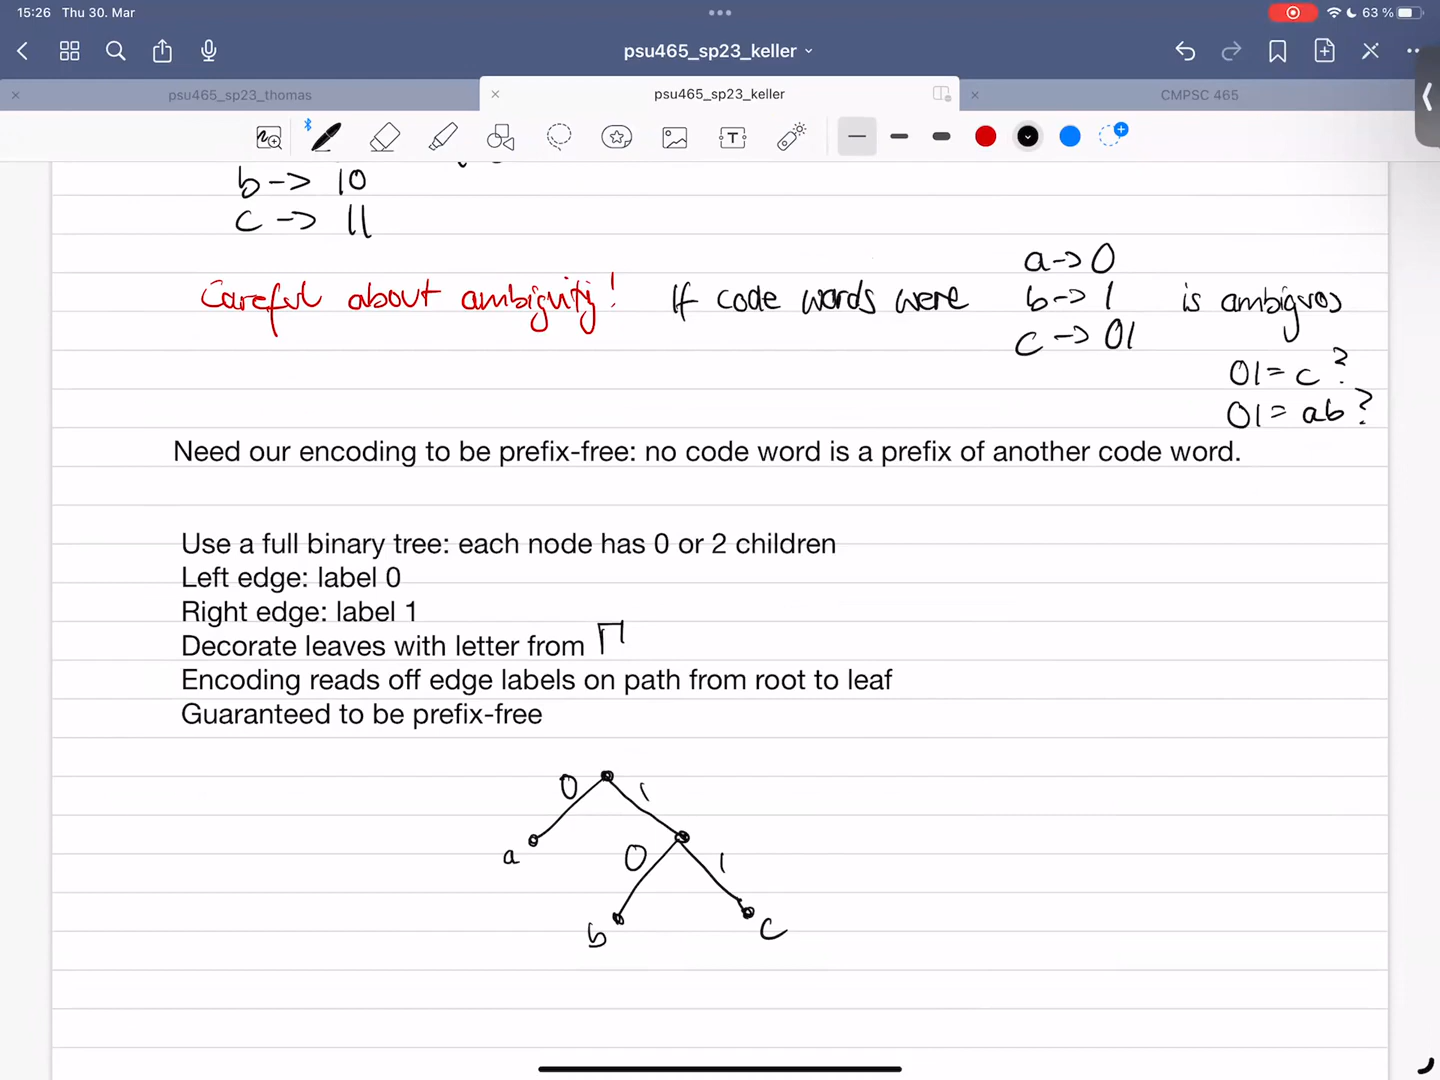 15:26 Thu 30. Mar
63 %
psu465_sp23_keller
psu465_sp23_thomas
psu465_sp23_keller
CMPSC 465
b -> 10
c -> 11
Careful about ambiguity! If code words were
a -> 0
b -> 1
c -> 01
is ambigvos
01 = c ?
01 = ab ?
Need our encoding to be prefix-free: no code word is a prefix of another code word.
Use a full binary tree: each node has 0 or 2 children
Left edge: label 0
Right edge: label 1
Decorate leaves with letter from Γ
Encoding reads off edge labels on path from root to leaf
Guaranteed to be prefix-free
0 1
a 0 1
b c